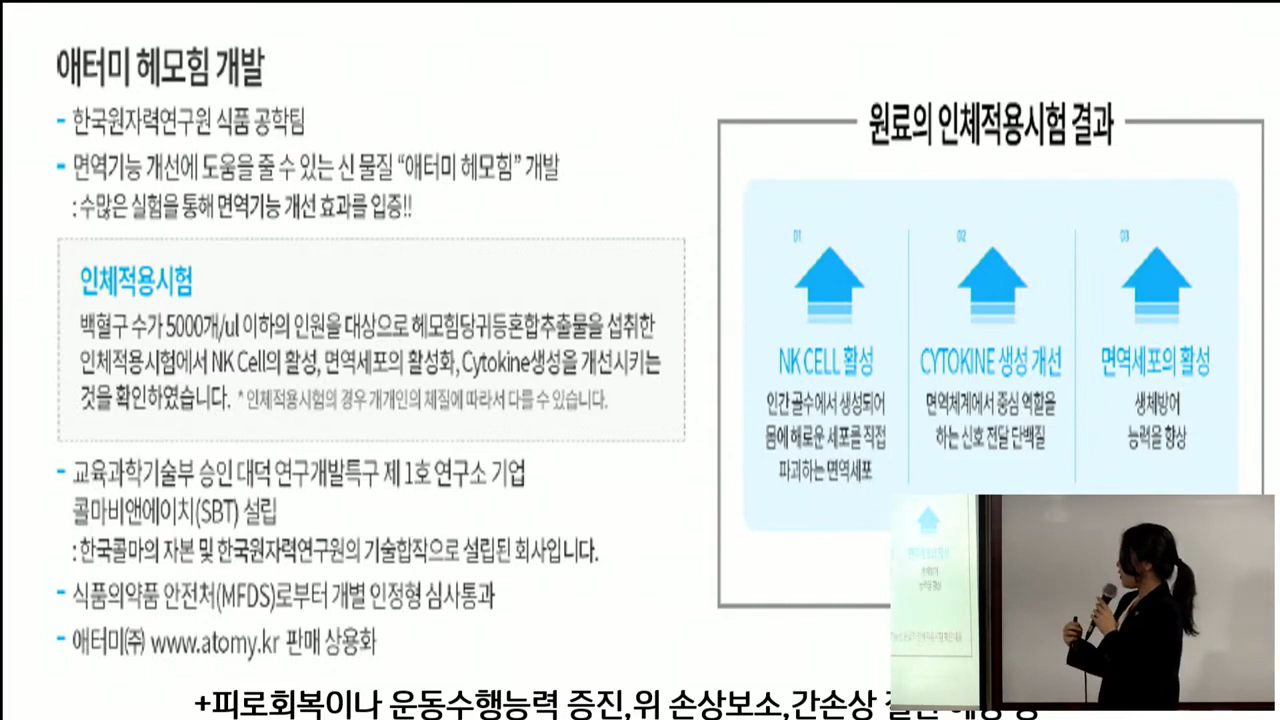 애터미 헤모힘 개발
- 한국원자력연구원 식품 공학팀
- 면역기능 개선에 도움을 줄 수 있는 신 물질 “애터미 헤모힘” 개발
: 수많은 실험을 통해 면역기능 개선 효과를 입증!!
인체적용시험
백혈구 수가 5000개/ul 이하의 인원을 대상으로 헤모힘당귀등혼합추출물을 섭취한
인체적용시험에서 NK Cell의 활성, 면역세포의 활성화, Cytokine생성을 개선시키는
것을 확인하였습니다. * 인체적용시험의 경우 개개인의 체질에 따라서 다를 수 있습니다.
- 교육과학기술부 승인 대덕 연구개발특구 제 1호 연구소 기업
콜마비앤에이치(SBT) 설립
: 한국콜마의 자본 및 한국원자력연구원의 기술합작으로 설립된 회사입니다.
- 식품의약품 안전처(MFDS)로부터 개별 인정형 심사통과
- 애터미㈜ www.atomy.kr 판매 상용화
원료의 인체적용시험 결과
01
NK CELL 활성
인간 골수에서 생성되어
몸에 해로운 세포를 직접
파괴하는 면역세포
02
CYTOKINE 생성 개선
면역체계에서 중심 역할을
하는 신호 전달 단백질
03
면역세포의 활성
생체방어
능력을 향상
+피로회복이나 운동수행능력 증진,위 손상보소,간손상